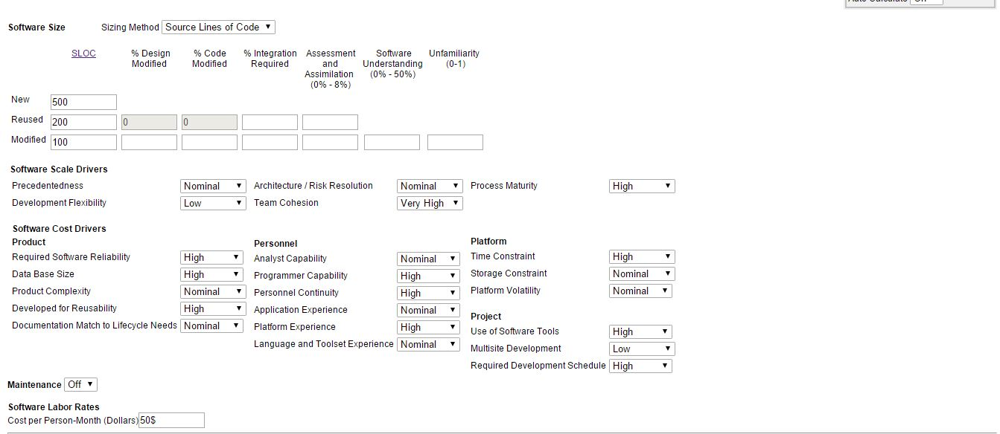 Auto Calculate
Software Size Sizing Method Source Lines of Code
SLOC % Design Modified % Code Modified % Integration Required Assessment and Assimilation (0% - 8%) Software Understanding (0% - 50%) Unfamiliarity (0-1)
New 500
Reused 200 0 0
Modified 100
Software Scale Drivers
Precedentedness Nominal Architecture / Risk Resolution Nominal Process Maturity High
Development Flexibility Low Team Cohesion Very High
Software Cost Drivers
Product Personnel Platform
Required Software Reliability High Analyst Capability Nominal Time Constraint High
Data Base Size High Programmer Capability High Storage Constraint Nominal
Product Complexity Nominal Personnel Continuity High Platform Volatility Nominal
Developed for Reusability High Application Experience Nominal Project
Documentation Match to Lifecycle Needs Nominal Platform Experience High Use of Software Tools High
Language and Toolset Experience Nominal Multisite Development Low
Required Development Schedule High
Maintenance Off
Software Labor Rates
Cost per Person-Month (Dollars) 50$